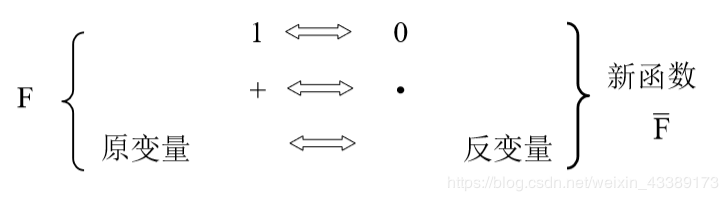 1 ⇔ 0
F + ⇔ • 新函数
F̅
原变量 ⇔ 反变量
https://blog.csdn.net/weixin_43389173